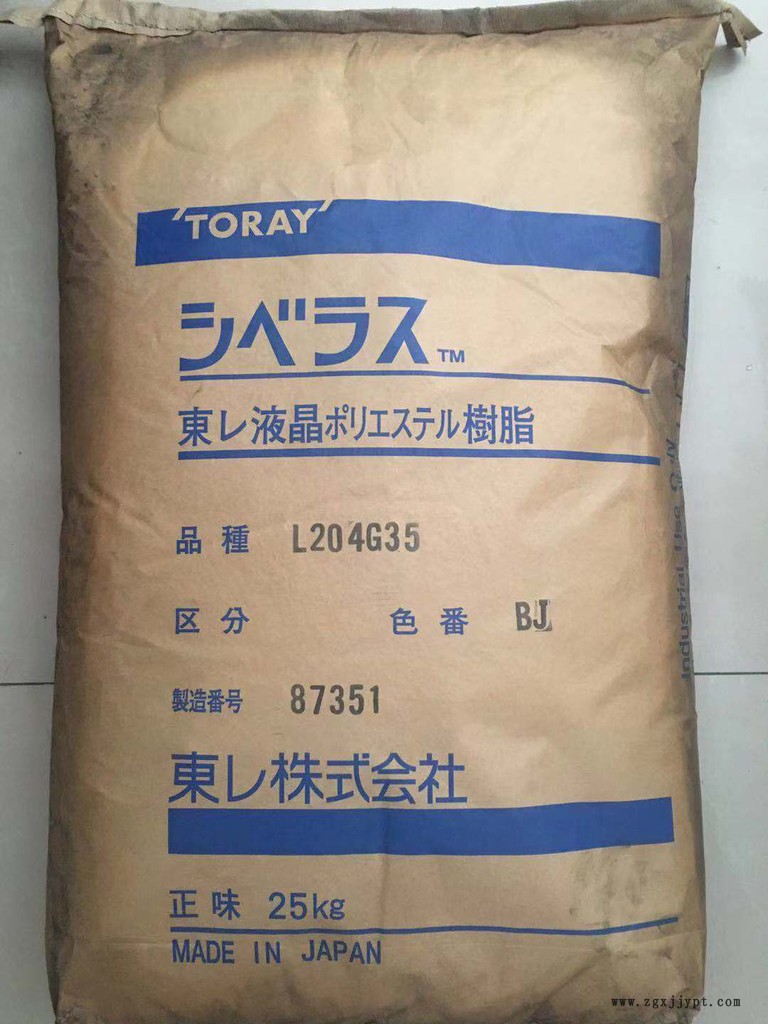 'TORAY'
シベラス™
東レ液晶ポリエステル樹脂
品種 L204G35
区分 色番 BJ
製造番号 87351
東レ株式会社
正味 25kg
MADE IN JAPAN
Industrial Use
www.zgxjjypt.com